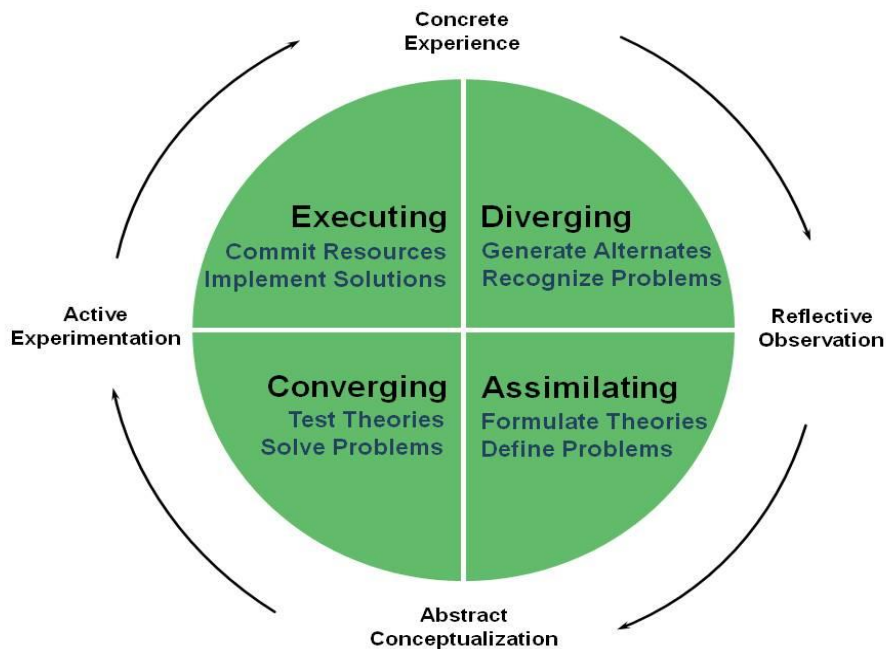 Concrete
Experience
Executing
Commit Resources
Implement Solutions
Diverging
Generate Alternates
Recognize Problems
Active
Experimentation
Reflective
Observation
Converging
Test Theories
Solve Problems
Assimilating
Formulate Theories
Define Problems
Abstract
Conceptualization